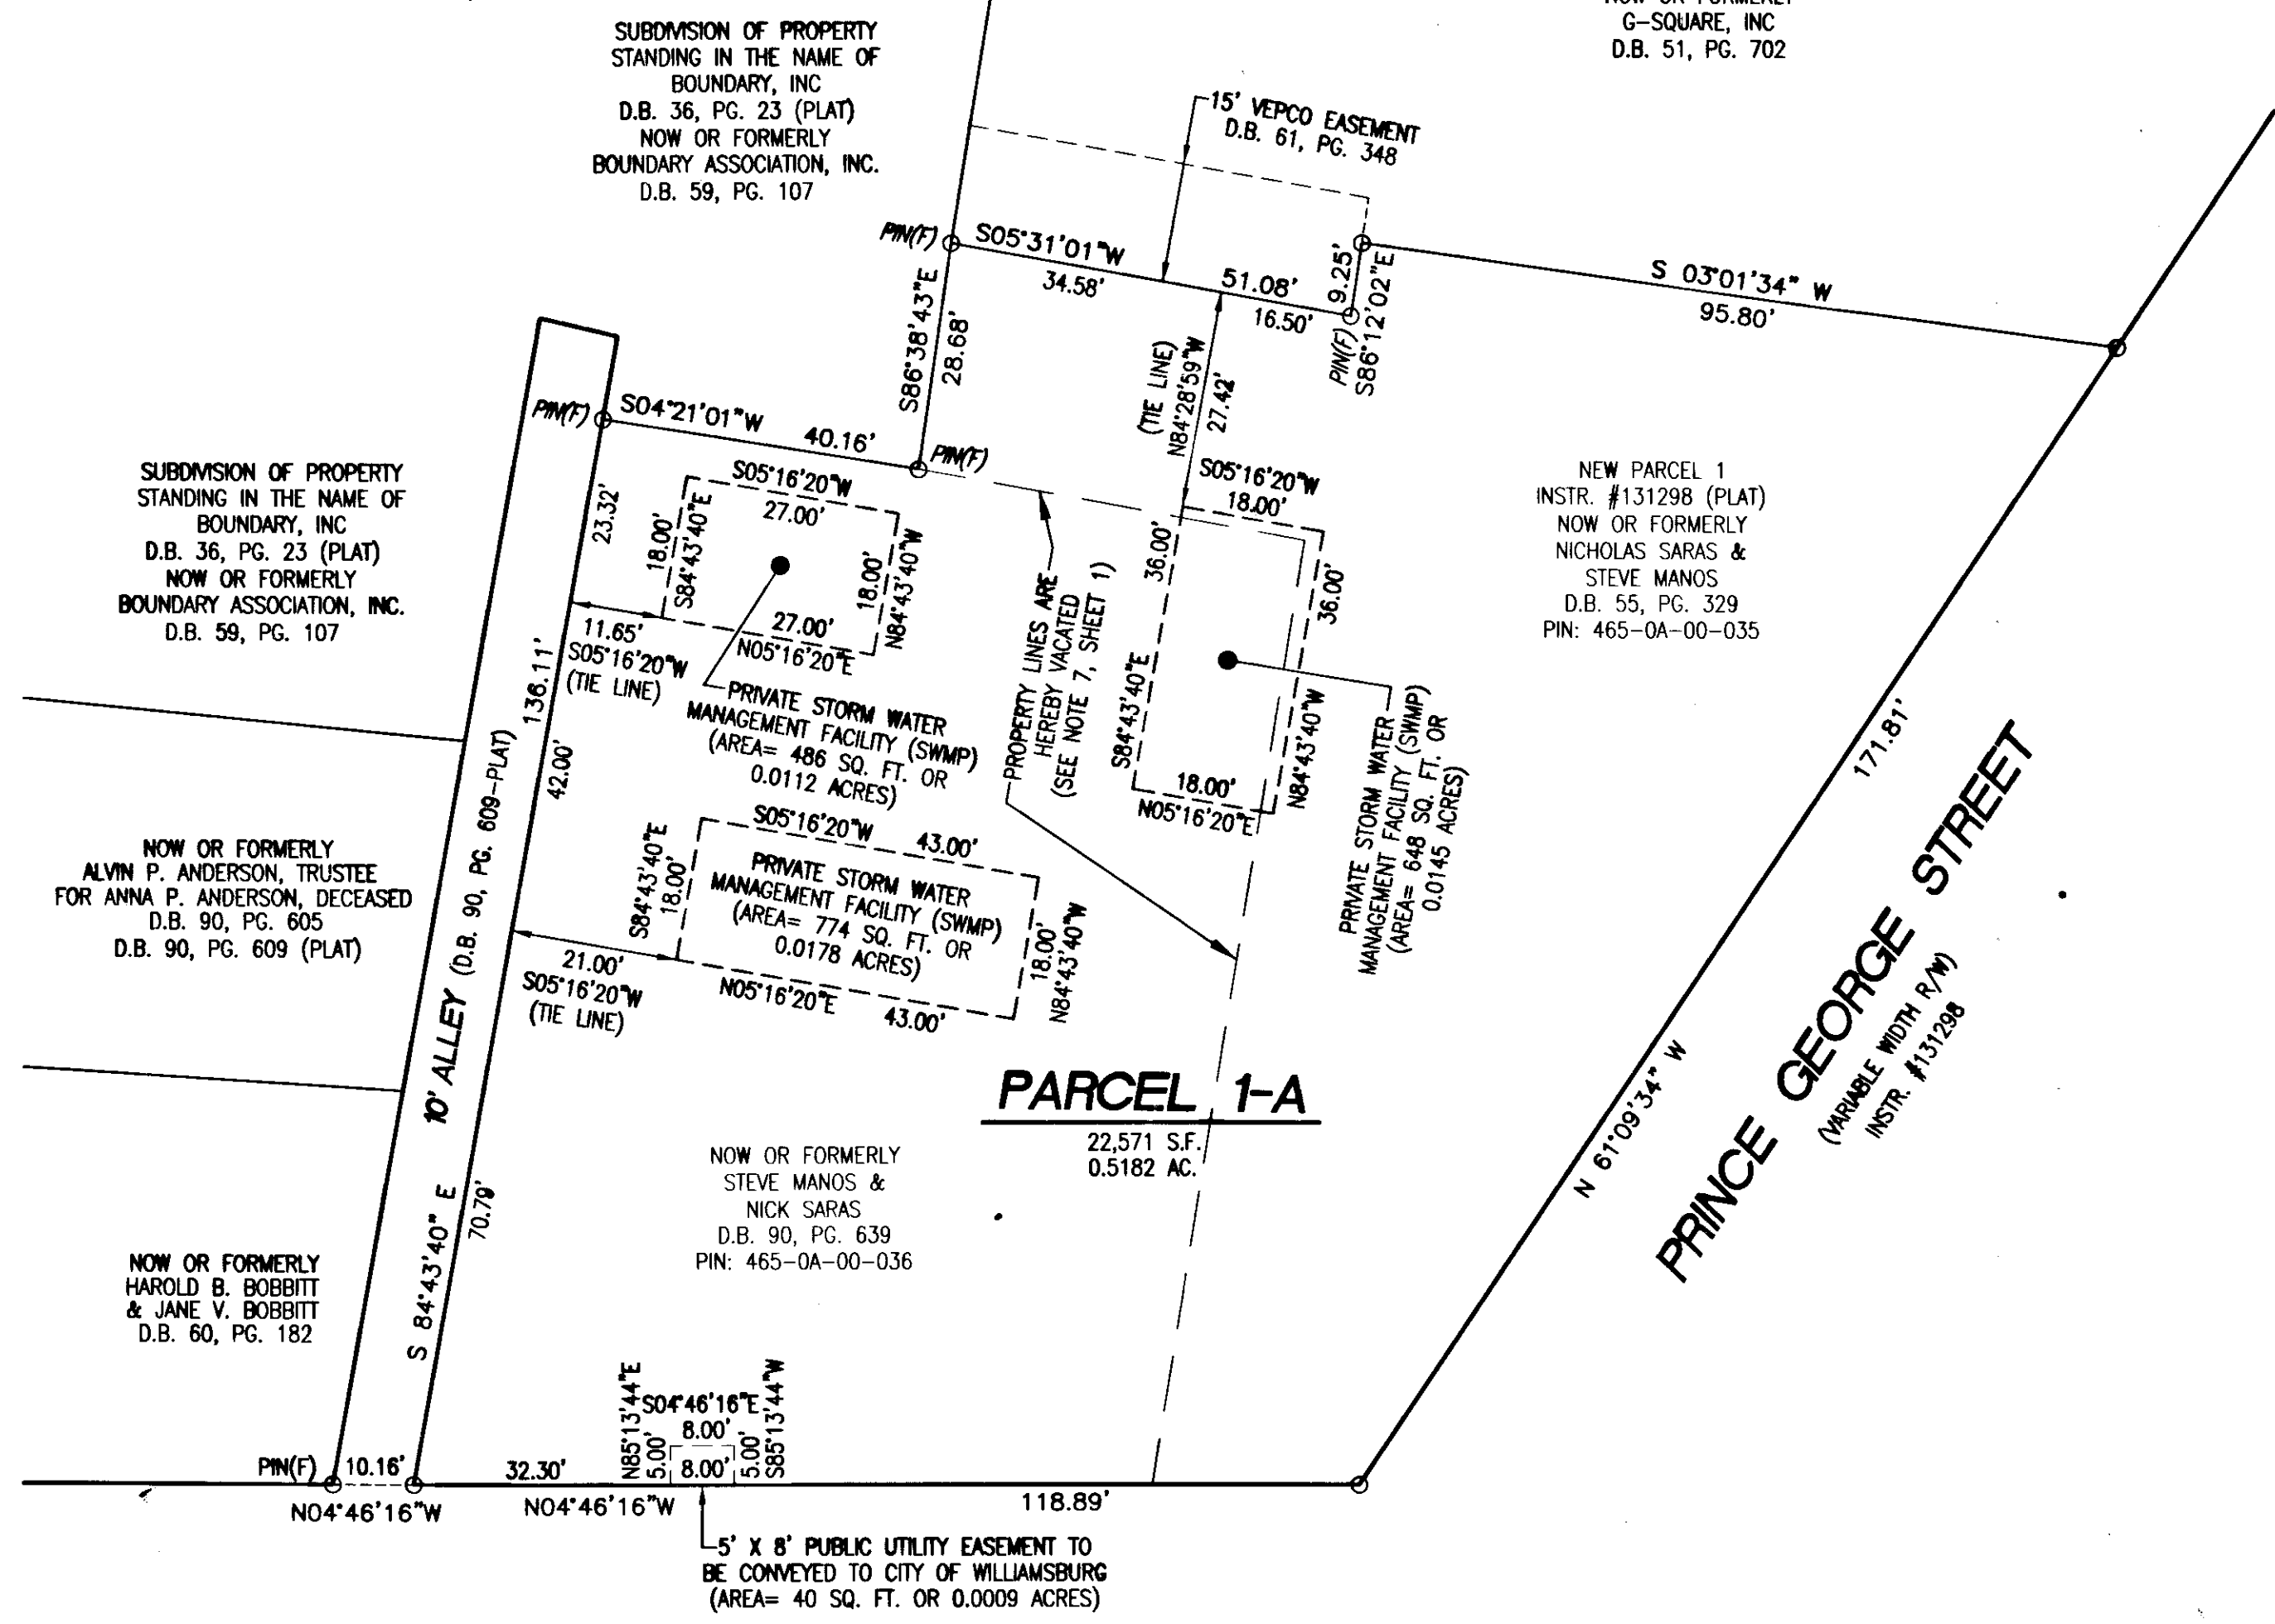 SUBDIVISION OF PROPERTY
STANDING IN THE NAME OF
BOUNDARY, INC
D.B. 36, PG. 23 (PLAT)
NOW OR FORMERLY
BOUNDARY ASSOCIATION, INC.
D.B. 59, PG. 107
NOW OR FORMERLY
G-SQUARE, INC
D.B. 51, PG. 702
15' VEPCO EASEMENT
D.B. 61, PG. 348
PIN(F)
S05°31'01"W
34.58'
51.08'
16.50'
9.25'
S86°12'02"E
PIN(F)
S 03°01'34" W
95.80'
S86°38'43"E
28.68'
(TIE LINE)
N84°28'59"W
27.42'
PIN(F)
S04°21'01"W
40.16'
PIN(F)
SUBDIVISION OF PROPERTY
STANDING IN THE NAME OF
BOUNDARY, INC
D.B. 36, PG. 23 (PLAT)
NOW OR FORMERLY
BOUNDARY ASSOCIATION, INC.
D.B. 59, PG. 107
23.32'
S05°16'20"W
27.00'
18.00'
S84°43'40"E
18.00'
N84°43'40"W
27.00'
N05°16'20"E
11.65'
S05°16'20"W
(TIE LINE)
PRIVATE STORM WATER
MANAGEMENT FACILITY (SWMP)
(AREA= 486 SQ. FT. OR
0.0112 ACRES)
S05°16'20"W
18.00'
36.00'
36.00'
S84°43'40"E
N84°43'40"W
18.00'
N05°16'20"E
PROPERTY LINES ARE
HEREBY VACATED
(SEE NOTE 7, SHEET 1)
PRIVATE STORM WATER
MANAGEMENT FACILITY (SWMP)
(AREA= 648 SQ. FT. OR
0.0145 ACRES)
NEW PARCEL 1
INSTR. #131298 (PLAT)
NOW OR FORMERLY
NICHOLAS SARAS &
STEVE MANOS
D.B. 55, PG. 329
PIN: 465-0A-00-035
136.11'
42.00'
10' ALLEY (D.B. 90, PG. 609-PLAT)
S05°16'20"W
43.00'
S84°43'40"E
18.00'
PRIVATE STORM WATER
MANAGEMENT FACILITY (SWMP)
(AREA= 774 SQ. FT. OR
0.0178 ACRES)
18.00'
N84°43'40"W
N05°16'20"E
43.00'
21.00'
S05°16'20"W
(TIE LINE)
NOW OR FORMERLY
ALVIN P. ANDERSON, TRUSTEE
FOR ANNA P. ANDERSON, DECEASED
D.B. 90, PG. 605
D.B. 90, PG. 609 (PLAT)
171.81'
N 61°09'34" W
PRINCE GEORGE STREET
(VARIABLE WIDTH R/W)
INSTR. #131298
PARCEL 1-A
22,571 S.F.
0.5182 AC.
NOW OR FORMERLY
STEVE MANOS &
NICK SARAS
D.B. 90, PG. 639
PIN: 465-0A-00-036
S 84°43'40" E
70.79'
NOW OR FORMERLY
HAROLD B. BOBBITT
& JANE V. BOBBITT
D.B. 60, PG. 182
N85°13'44"E
5.00'
S04°46'16"E
8.00'
8.00'
5.00'
S85°13'44"W
PIN(F)
10.16'
N04°46'16"W
32.30'
N04°46'16"W
118.89'
5' X 8' PUBLIC UTILITY EASEMENT TO
BE CONVEYED TO CITY OF WILLIAMSBURG
(AREA= 40 SQ. FT. OR 0.0009 ACRES)